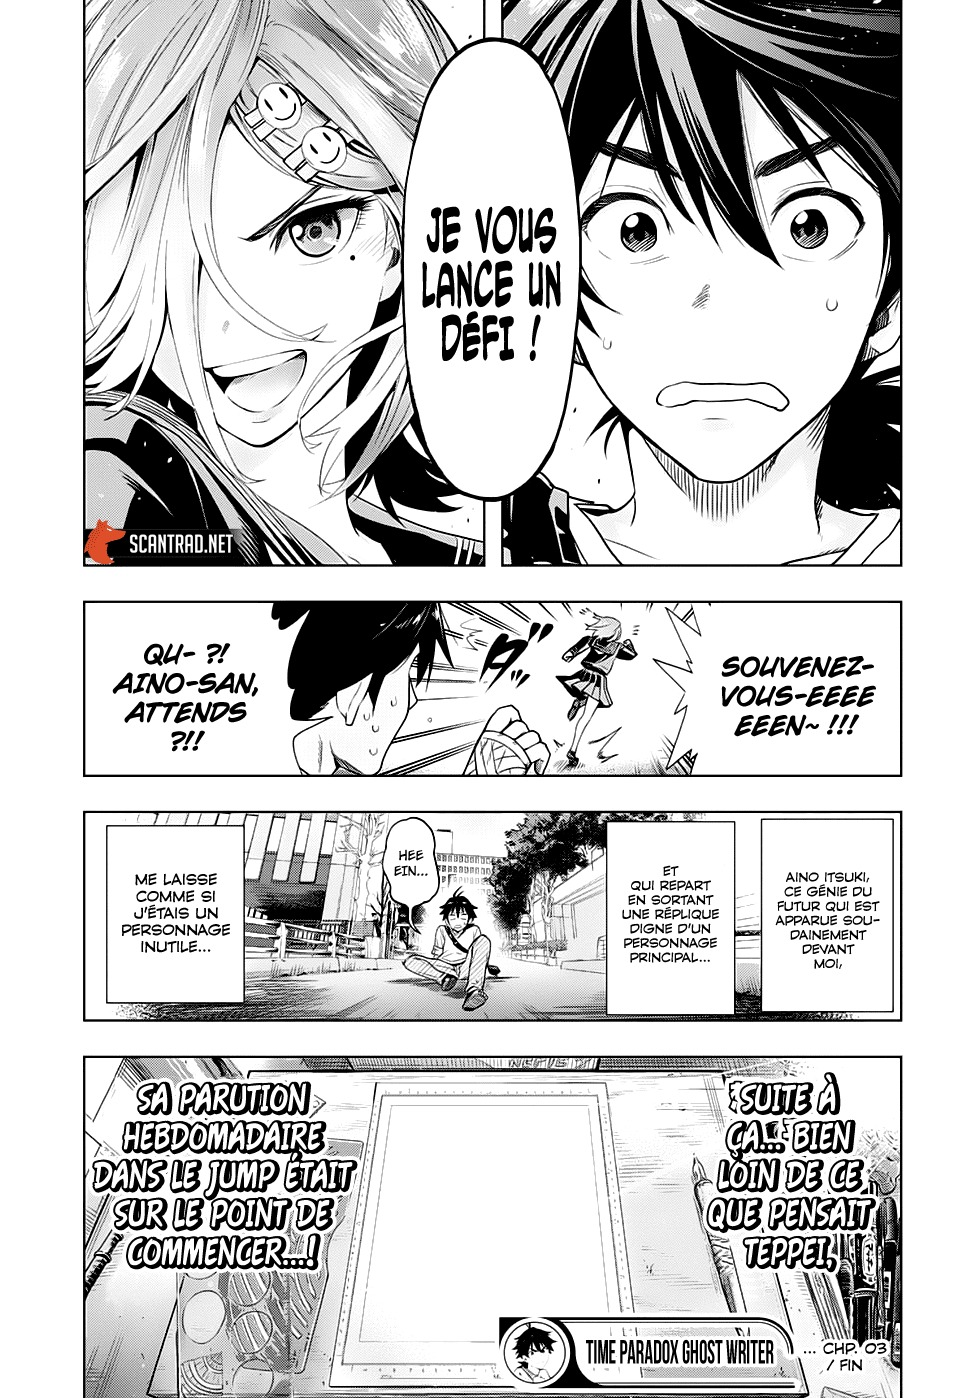 JE VOUS
LANCE UN
DÉFI !
SCANTRAD.NET
SOUVENEZ-
VOUS-EEEE
EEEN~ !!!
QU- ?!
AINO-SAN,
ATTENDS
?!!
AINO ITSUKI,
CE GÉNIE DU
FUTUR QUI EST
APPARUE SOU-
DAINEMENT
DEVANT
MOI,
ET
QUI REPART
EN SORTANT
UNE RÉPLIQUE
DIGNE D'UN
PERSONNAGE
PRINCIPAL...
HEE
EIN...
ME LAISSE
COMME SI
J'ÉTAIS UN
PERSONNAGE
INUTILE...
SUITE À
ÇA... BIEN
LOIN DE CE
QUE PENSAIT
TEPPEI,
SA PARUTION
HEBDOMADAIRE
DANS LE JUMP ÉTAIT
SUR LE POINT DE
COMMENCER...!
TIME PARADOX GHOST WRITER
... CHP. 03
/ FIN